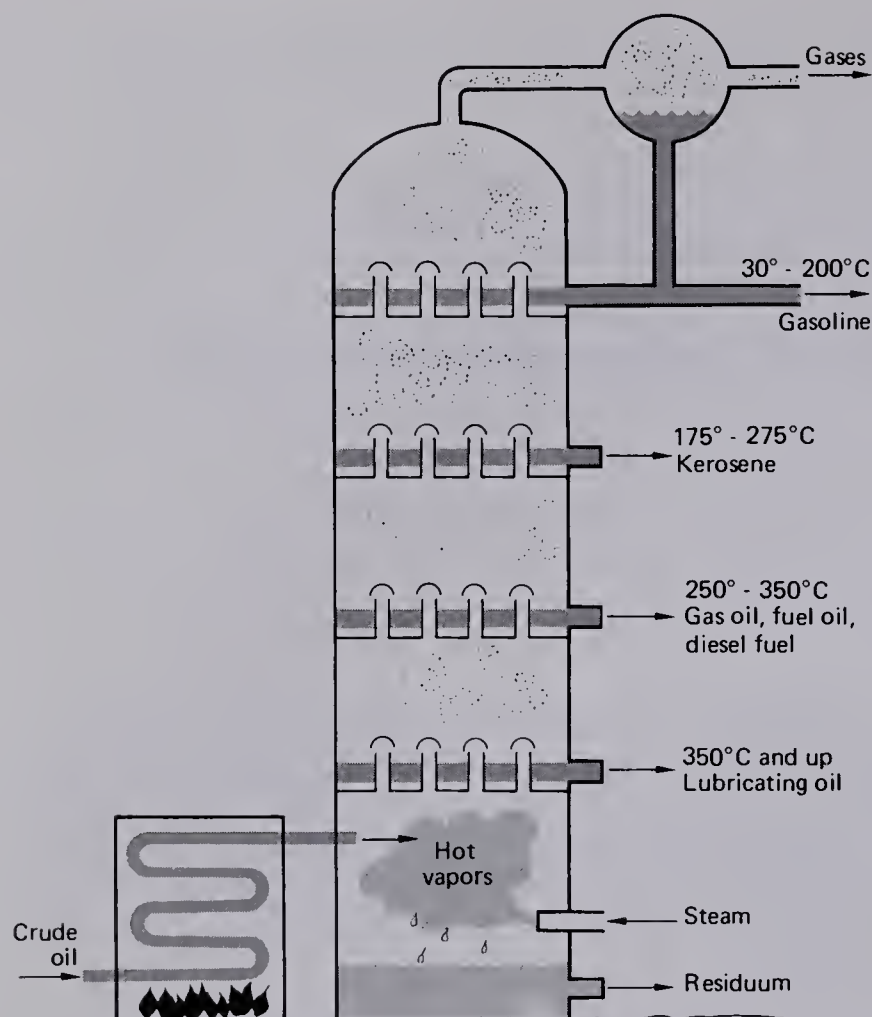 Gases
30° - 200°C
Gasoline
175° - 275°C
Kerosene
250° - 350°C
Gas oil, fuel oil,
diesel fuel
350°C and up
Lubricating oil
Hot
vapors
Steam
Crude
oil
Residuum